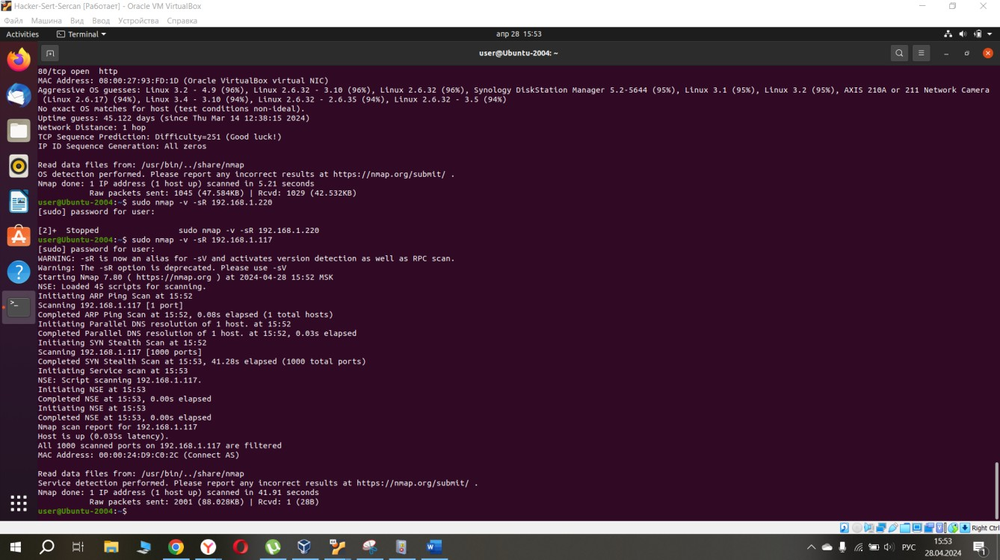 Hacker-Sert-Sercan [Работает] - Oracle VM VirtualBox
Файл Машина Вид Ввод Устройства Справка
Activities Terminal апр 28 15:53
user@Ubuntu-2004: ~
80/tcp open  http
MAC Address: 08:00:27:93:FD:1D (Oracle VirtualBox virtual NIC)
Aggressive OS guesses: Linux 3.2 - 4.9 (96%), Linux 2.6.32 - 3.10 (96%), Linux 2.6.32 (96%), Synology DiskStation Manager 5.2-5644 (95%), Linux 3.1 (95%), Linux 3.2 (95%), AXIS 210A or 211 Network Camera
(Linux 2.6.17) (94%), Linux 3.4 - 3.10 (94%), Linux 2.6.32 - 2.6.35 (94%), Linux 2.6.32 - 3.5 (94%)
No exact OS matches for host (test conditions non-ideal).
Uptime guess: 45.122 days (since Thu Mar 14 12:38:15 2024)
Network Distance: 1 hop
TCP Sequence Prediction: Difficulty=251 (Good luck!)
IP ID Sequence Generation: All zeros
Read data files from: /usr/bin/../share/nmap
OS detection performed. Please report any incorrect results at https://nmap.org/submit/ .
Nmap done: 1 IP address (1 host up) scanned in 5.21 seconds
Raw packets sent: 1045 (47.584KB) | Rcvd: 1029 (42.532KB)
user@Ubuntu-2004:~$ sudo nmap -v -sR 192.168.1.220
[sudo] password for user:
[2]+  Stopped                 sudo nmap -v -sR 192.168.1.220
user@Ubuntu-2004:~$ sudo nmap -v -sR 192.168.1.117
[sudo] password for user:
WARNING: -sR is now an alias for -sV and activates version detection as well as RPC scan.
Warning: The -sR option is deprecated. Please use -sV
Starting Nmap 7.80 ( https://nmap.org ) at 2024-04-28 15:52 MSK
NSE: Loaded 45 scripts for scanning.
Initiating ARP Ping Scan at 15:52
Scanning 192.168.1.117 [1 port]
Completed ARP Ping Scan at 15:52, 0.08s elapsed (1 total hosts)
Initiating Parallel DNS resolution of 1 host. at 15:52
Completed Parallel DNS resolution of 1 host. at 15:52, 0.03s elapsed
Initiating SYN Stealth Scan at 15:52
Scanning 192.168.1.117 [1000 ports]
Completed SYN Stealth Scan at 15:53, 41.28s elapsed (1000 total ports)
Initiating Service scan at 15:53
NSE: Script scanning 192.168.1.117.
Initiating NSE at 15:53
Completed NSE at 15:53, 0.00s elapsed
Initiating NSE at 15:53
Completed NSE at 15:53, 0.00s elapsed
Nmap scan report for 192.168.1.117
Host is up (0.035s latency).
All 1000 scanned ports on 192.168.1.117 are filtered
MAC Address: 00:00:24:D9:C0:2C (Connect AS)
Read data files from: /usr/bin/../share/nmap
Service detection performed. Please report any incorrect results at https://nmap.org/submit/ .
Nmap done: 1 IP address (1 host up) scanned in 41.91 seconds
Raw packets sent: 2001 (88.028KB) | Rcvd: 1 (28B)
user@Ubuntu-2004:~$
Right Ctrl
РУС
15:53
28.04.2024
1